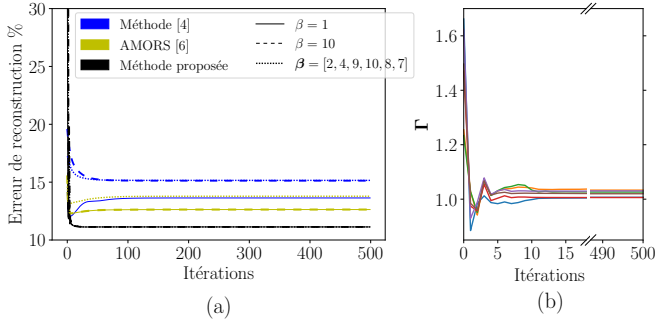 Méthode [4]
AMORS [6]
Méthode proposée
β = 1
β = 10
β = [2, 4, 9, 10, 8, 7]
Erreur de reconstruction %
30
25
20
15
10
0
100
200
300
400
500
Itérations
(a)
Γ
1.6
1.4
1.2
1.0
0
5
10
15
490
500
Itérations
(b)